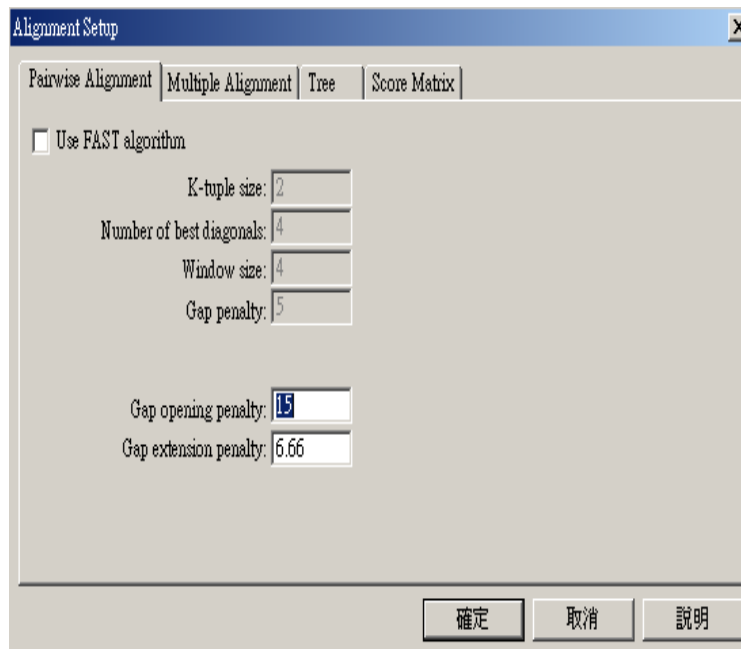 Alignment Setup
Pairwise Alignment Multiple Alignment Tree Score Matrix
Use FAST algorithm
K-tuple size: 2
Number of best diagonals: 4
Window size: 4
Gap penalty: 5
Gap opening penalty: 15
Gap extension penalty: 6.66
確定 取消 說明